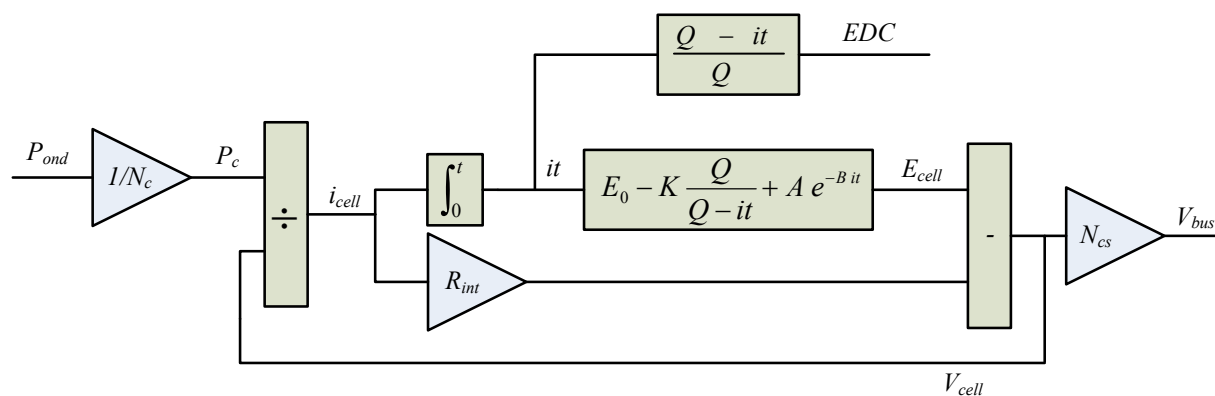 Q - it
Q
EDC
P_ond
1/N_c
P_c
÷
i_cell
∫_0^t
it
E_0 - K Q/(Q-it) + A e^{-B it}
E_cell
-
N_cs
V_bus
R_int
V_cell